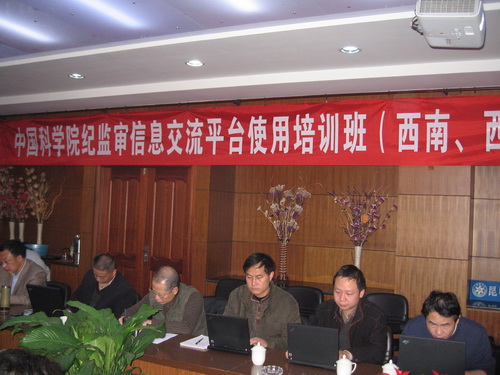 中国科学院纪监审信息交流平台使用培训班（西南、西
昆